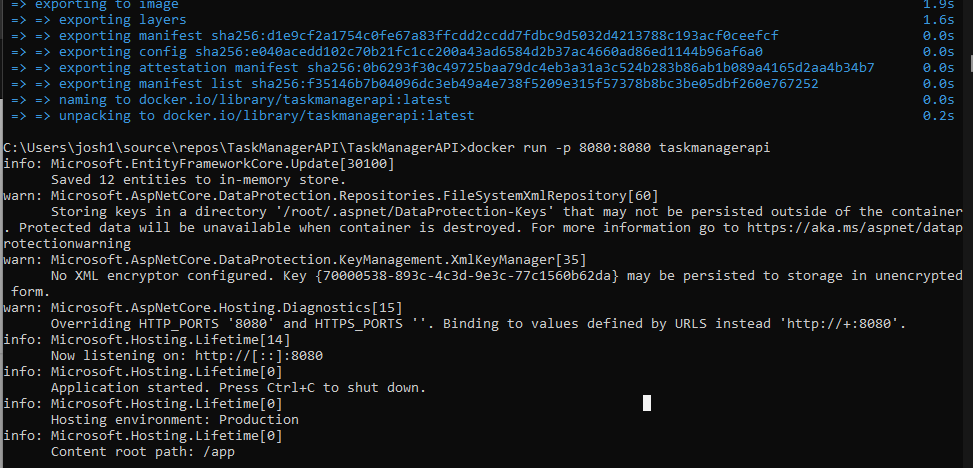 => exporting to image 1.9s
=> => exporting layers 1.6s
=> => exporting manifest sha256:d1e9cf2a1754c0fe67a83ffcdd2ccdd7fdbc9d5032d4213788c193acf0ceefcf 0.0s
=> => exporting config sha256:e040acedd102c70b21fc1cc200a43ad6584d2b37ac4660ad86ed1144b96af6a0 0.0s
=> => exporting attestation manifest sha256:0b6293f30c49725baa79dc4eb3a31a3c524b283b86ab1b089a4165d2aa4b34b7 0.0s
=> => exporting manifest list sha256:f35146b7b04096dc3eb49a4e738f5209e315f57378b8bc3be05dbf260e767252 0.0s
=> => naming to docker.io/library/taskmanagerapi:latest 0.0s
=> => unpacking to docker.io/library/taskmanagerapi:latest 0.2s
C:\Users\josh1\source\repos\TaskManagerAPI\TaskManagerAPI>docker run -p 8080:8080 taskmanagerapi
info: Microsoft.EntityFrameworkCore.Update[30100]
Saved 12 entities to in-memory store.
warn: Microsoft.AspNetCore.DataProtection.Repositories.FileSystemXmlRepository[60]
Storing keys in a directory '/root/.aspnet/DataProtection-Keys' that may not be persisted outside of the container
. Protected data will be unavailable when container is destroyed. For more information go to https://aka.ms/aspnet/datap
rotectionwarning
warn: Microsoft.AspNetCore.DataProtection.KeyManagement.XmlKeyManager[35]
No XML encryptor configured. Key {70000538-893c-4c3d-9e3c-77c1560b62da} may be persisted to storage in unencrypted
form.
warn: Microsoft.AspNetCore.Hosting.Diagnostics[15]
Overriding HTTP_PORTS '8080' and HTTPS_PORTS ''. Binding to values defined by URLS instead 'http://+:8080'.
info: Microsoft.Hosting.Lifetime[14]
Now listening on: http://[::]:8080
info: Microsoft.Hosting.Lifetime[0]
Application started. Press Ctrl+C to shut down.
info: Microsoft.Hosting.Lifetime[0]
Hosting environment: Production
info: Microsoft.Hosting.Lifetime[0]
Content root path: /app